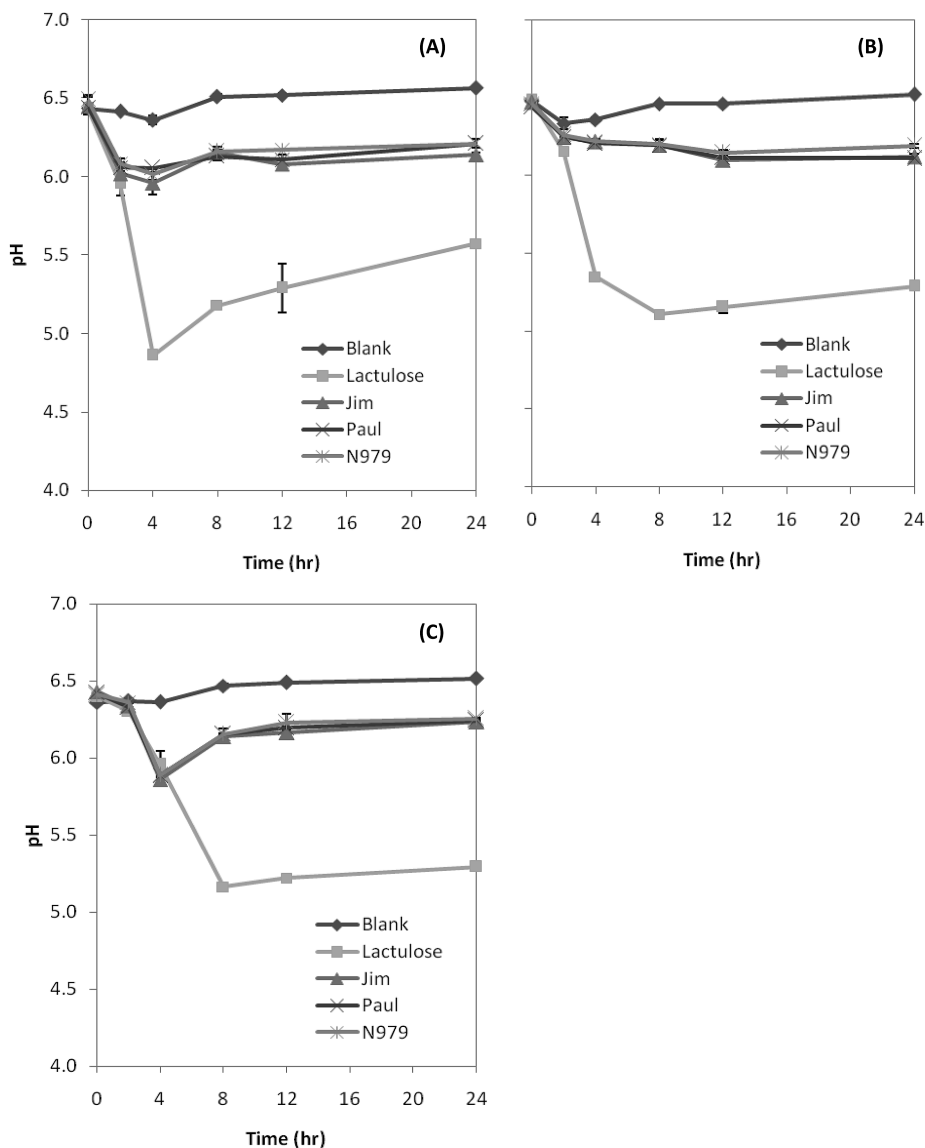 7.0
(A)
6.5
6.0
5.5
5.0
4.5
4.0
pH
Blank
Lactulose
Jim
Paul
N979
0 4 8 12 16 20 24
Time (hr)
(B)
Blank
Lactulose
Jim
Paul
N979
0 4 8 12 16 20 24
Time (hr)
7.0
(C)
6.5
6.0
5.5
5.0
4.5
4.0
pH
Blank
Lactulose
Jim
Paul
N979
0 4 8 12 16 20 24
Time (hr)